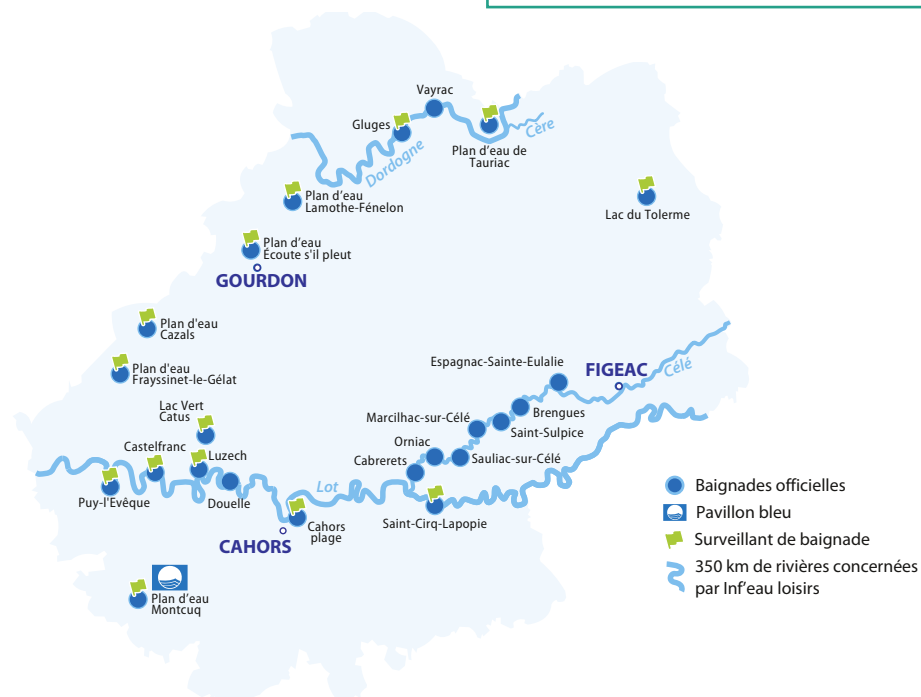 Vayrac
Gluges
Cère
Plan d'eau de
Tauriac
Dordogne
Plan d'eau
Lamothe-Fénelon
Lac du Tolerme
Plan d'eau
Écoute s'il pleut
GOURDON
Plan d'eau
Cazals
Espagnac-Sainte-Eulalie
FIGEAC
Célé
Plan d'eau
Frayssinet-le-Gélat
Lac Vert
Catus
Marcilhac-sur-Célé
Brengues
Saint-Sulpice
Castelfranc
Luzech
Orniac
Cabrerets
Sauliac-sur-Célé
Puy-l'Evêque
Douelle
Lot
Saint-Cirq-Lapopie
Cahors
plage
CAHORS
Plan d'eau
Montcuq
Baignades officielles
Pavillon bleu
Surveillant de baignade
350 km de rivières concernées
par Inf'eau loisirs